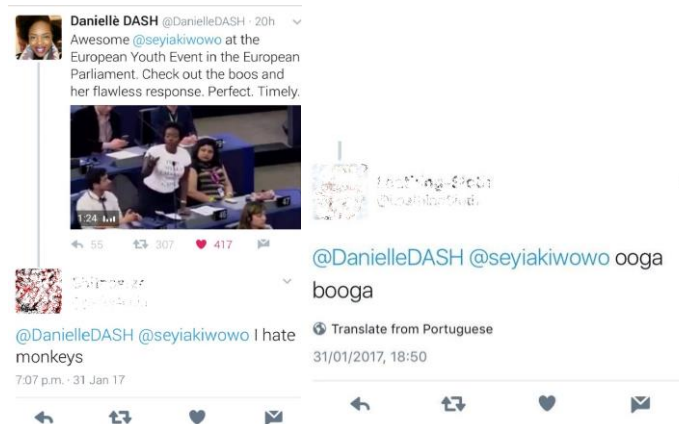 Daniellè DASH @DanielleDASH · 20h
Awesome @seyiakiwowo at the
European Youth Event in the European
Parliament. Check out the boos and
her flawless response. Perfect. Timely.
1:24
55 307 417
@DanielleDASH @seyiakiwowo I hate
monkeys
7:07 p.m. · 31 Jan 17
@DanielleDASH @seyiakiwowo ooga
booga
Translate from Portuguese
31/01/2017, 18:50